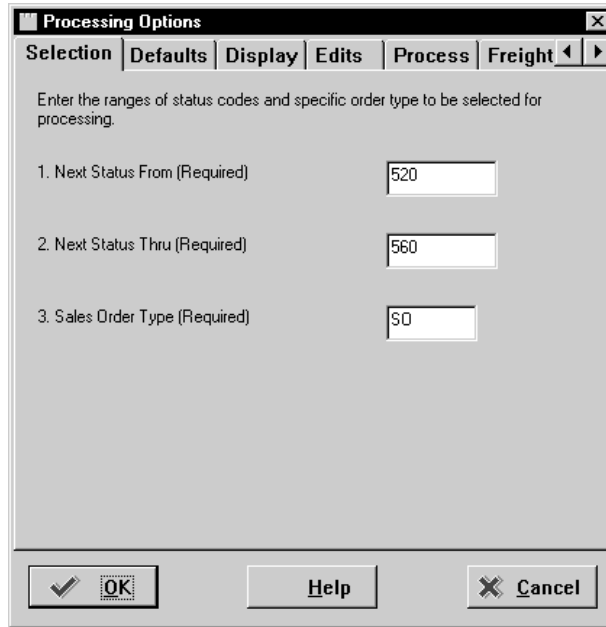 Processing Options
Selection Defaults Display Edits Process Freight
Enter the ranges of status codes and specific order type to be selected for
processing.
1. Next Status From (Required) 520
2. Next Status Thru (Required) 560
3. Sales Order Type (Required) SO
OK Help Cancel